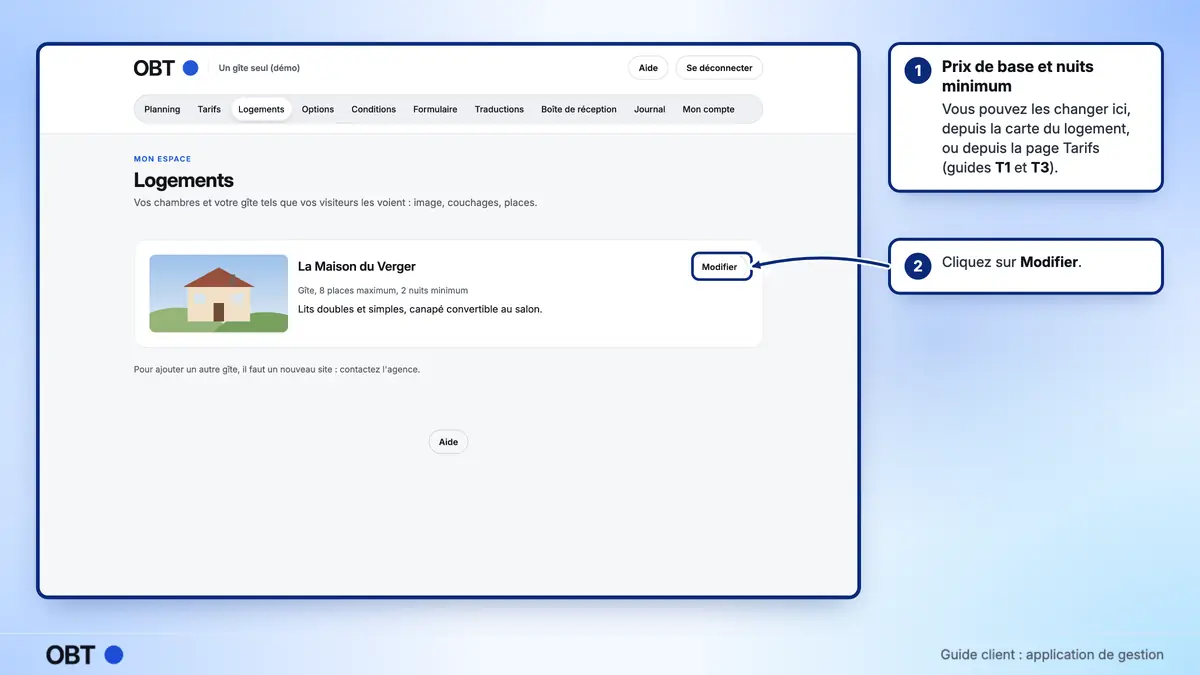 OBT
Un gîte seul (démo)
Aide
Se déconnecter
Planning
Tarifs
Logements
Options
Conditions
Formulaire
Traductions
Boîte de réception
Journal
Mon compte
MON ESPACE
Logements
Vos chambres et votre gîte tels que vos visiteurs les voient : image, couchages, places.
La Maison du Verger
Gîte, 8 places maximum, 2 nuits minimum
Lits doubles et simples, canapé convertible au salon.
Modifier
Pour ajouter un autre gîte, il faut un nouveau site : contactez l'agence.
Aide
1
Prix de base et nuits
minimum
Vous pouvez les changer ici,
depuis la carte du logement,
ou depuis la page Tarifs
(guides T1 et T3).
2
Cliquez sur Modifier.
OBT
Guide client : application de gestion